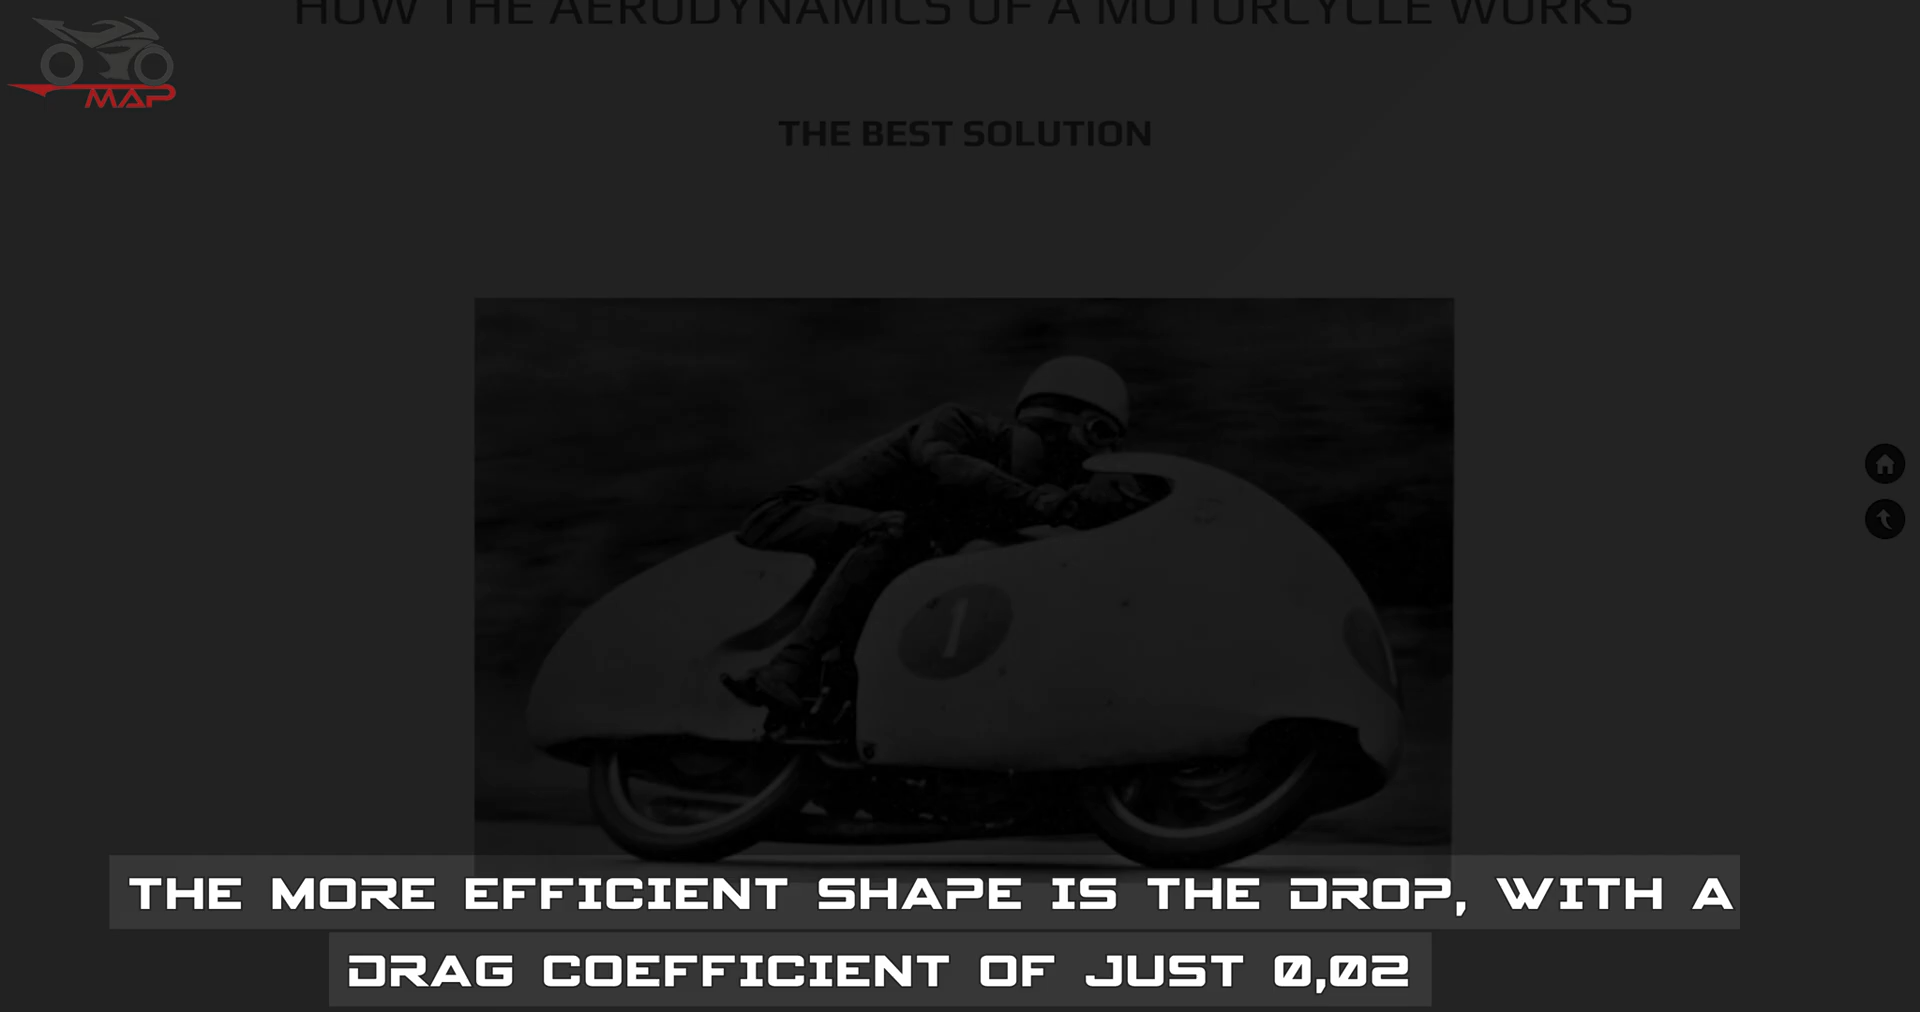 HOW THE AERODYNAMICS OF A MOTORCYCLE WORKS
MAP
THE BEST SOLUTION
1
THE MORE EFFICIENT SHAPE IS THE DROP, WITH A
DRAG COEFFICIENT OF JUST 0,02